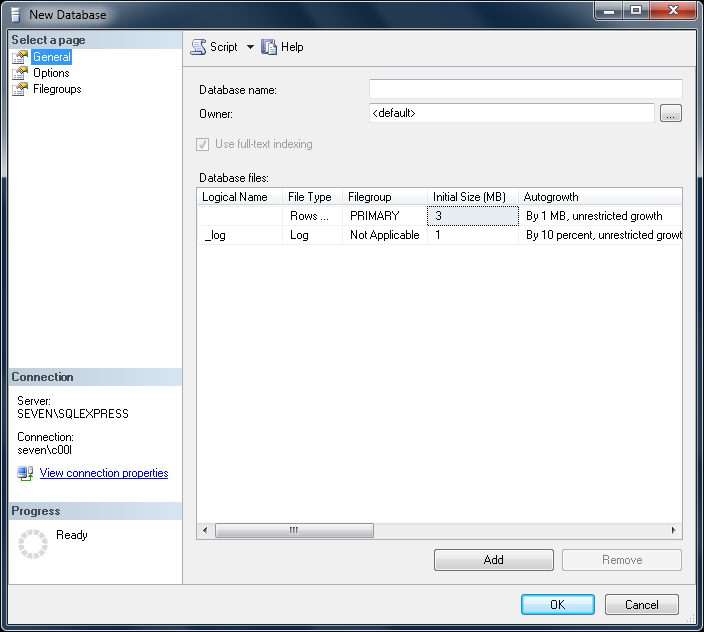 New Database
Select a page
General
Options
Filegroups
Script Help
Database name:
Owner: <default> ...
Use full-text indexing
Database files:
Logical Name File Type Filegroup Initial Size (MB) Autogrowth
Rows ... PRIMARY 3 By 1 MB, unrestricted growth
_log Log Not Applicable 1 By 10 percent, unrestricted growt
Connection
Server:
SEVEN\SQLEXPRESS
Connection:
seven\c00l
View connection properties
Progress
Ready
Add Remove
OK Cancel